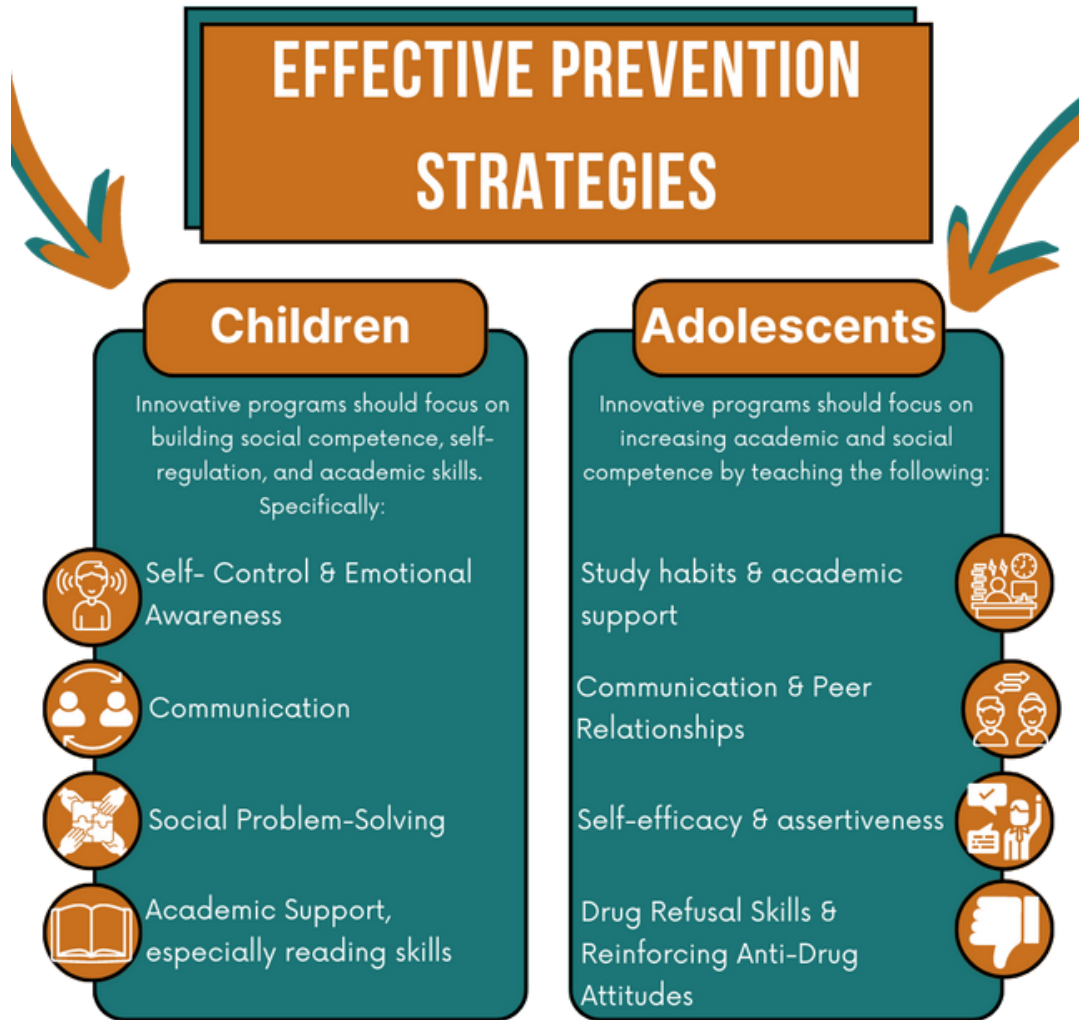 EFFECTIVE PREVENTION
STRATEGIES
Children
Innovative programs should focus on
building social competence, self-
regulation, and academic skills.
Specifically:
Self- Control & Emotional
Awareness
Communication
Social Problem-Solving
Academic Support,
especially reading skills
Adolescents
Innovative programs should focus on
increasing academic and social
competence by teaching the following:
Study habits & academic
support
Communication & Peer
Relationships
Self-efficacy & assertiveness
Drug Refusal Skills &
Reinforcing Anti-Drug
Attitudes